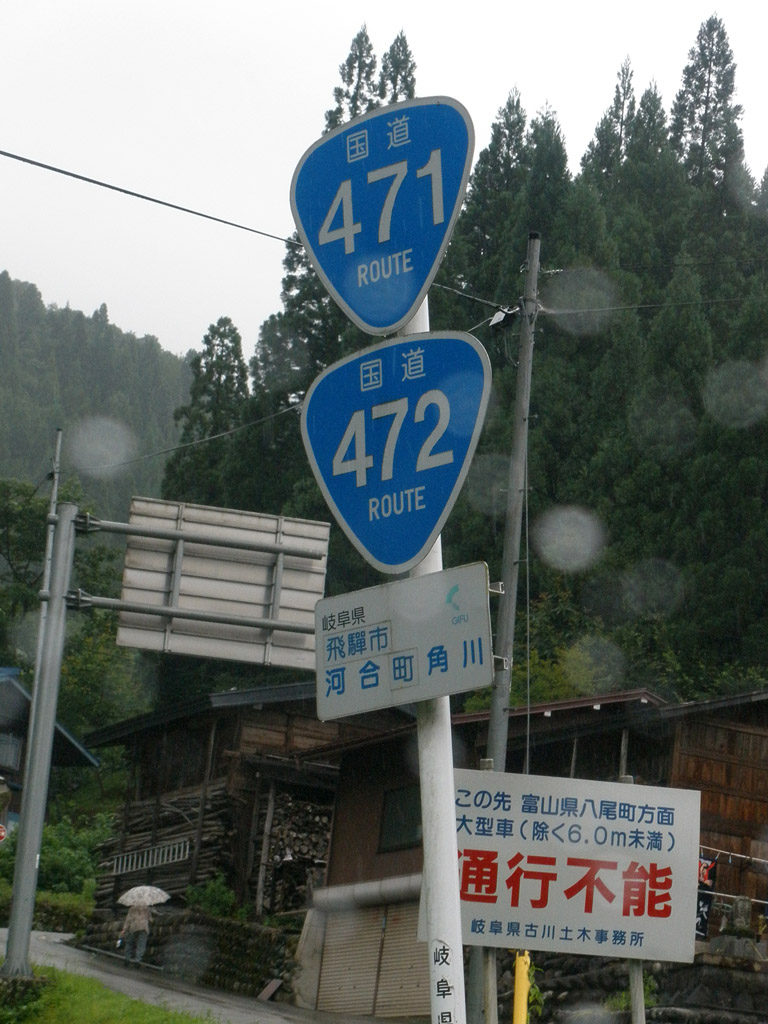 国道
471
ROUTE
国道
472
ROUTE
岐阜県
GIFU
飛騨市
河合町角川
この先 富山県八尾町方面
大型車(除く6.0m未満)
通行不能
岐阜県古川土木事務所
岐阜県